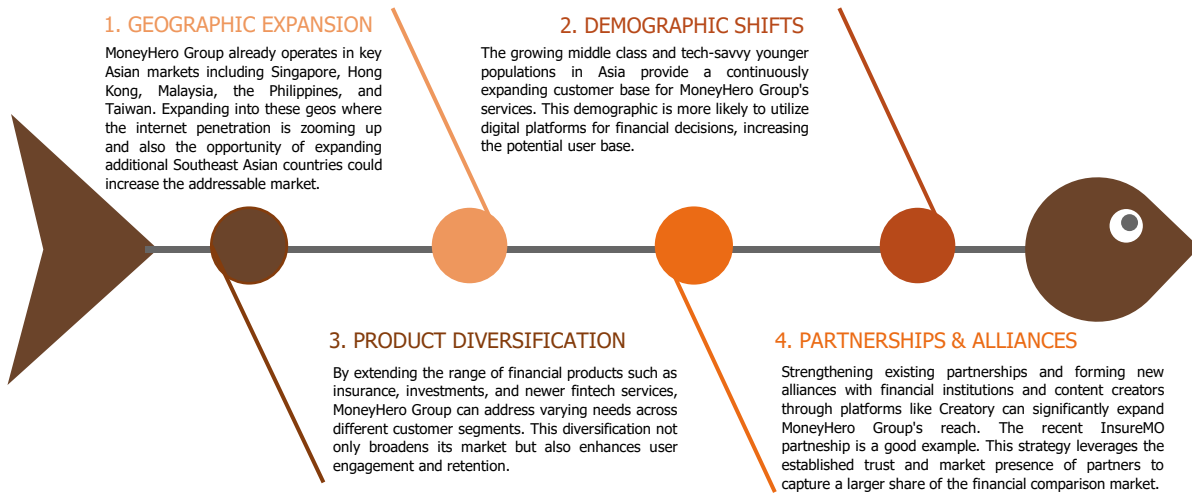 1. GEOGRAPHIC EXPANSION
MoneyHero Group already operates in key
Asian markets including Singapore, Hong
Kong, Malaysia, the Philippines, and
Taiwan. Expanding into these geos where
the internet penetration is zooming up
and also the opportunity of expanding
additional Southeast Asian countries could
increase the addressable market.
2. DEMOGRAPHIC SHIFTS
The growing middle class and tech-savvy younger
populations in Asia provide a continuously
expanding customer base for MoneyHero Group's
services. This demographic is more likely to utilize
digital platforms for financial decisions, increasing
the potential user base.
3. PRODUCT DIVERSIFICATION
By extending the range of financial products such as
insurance, investments, and newer fintech services,
MoneyHero Group can address varying needs across
different customer segments. This diversification not
only broadens its market but also enhances user
engagement and retention.
4. PARTNERSHIPS & ALLIANCES
Strengthening existing partnerships and forming new
alliances with financial institutions and content creators
through platforms like Creatory can significantly expand
MoneyHero Group's reach. The recent InsureMO
partneship is a good example. This strategy leverages the
established trust and market presence of partners to
capture a larger share of the financial comparison market.